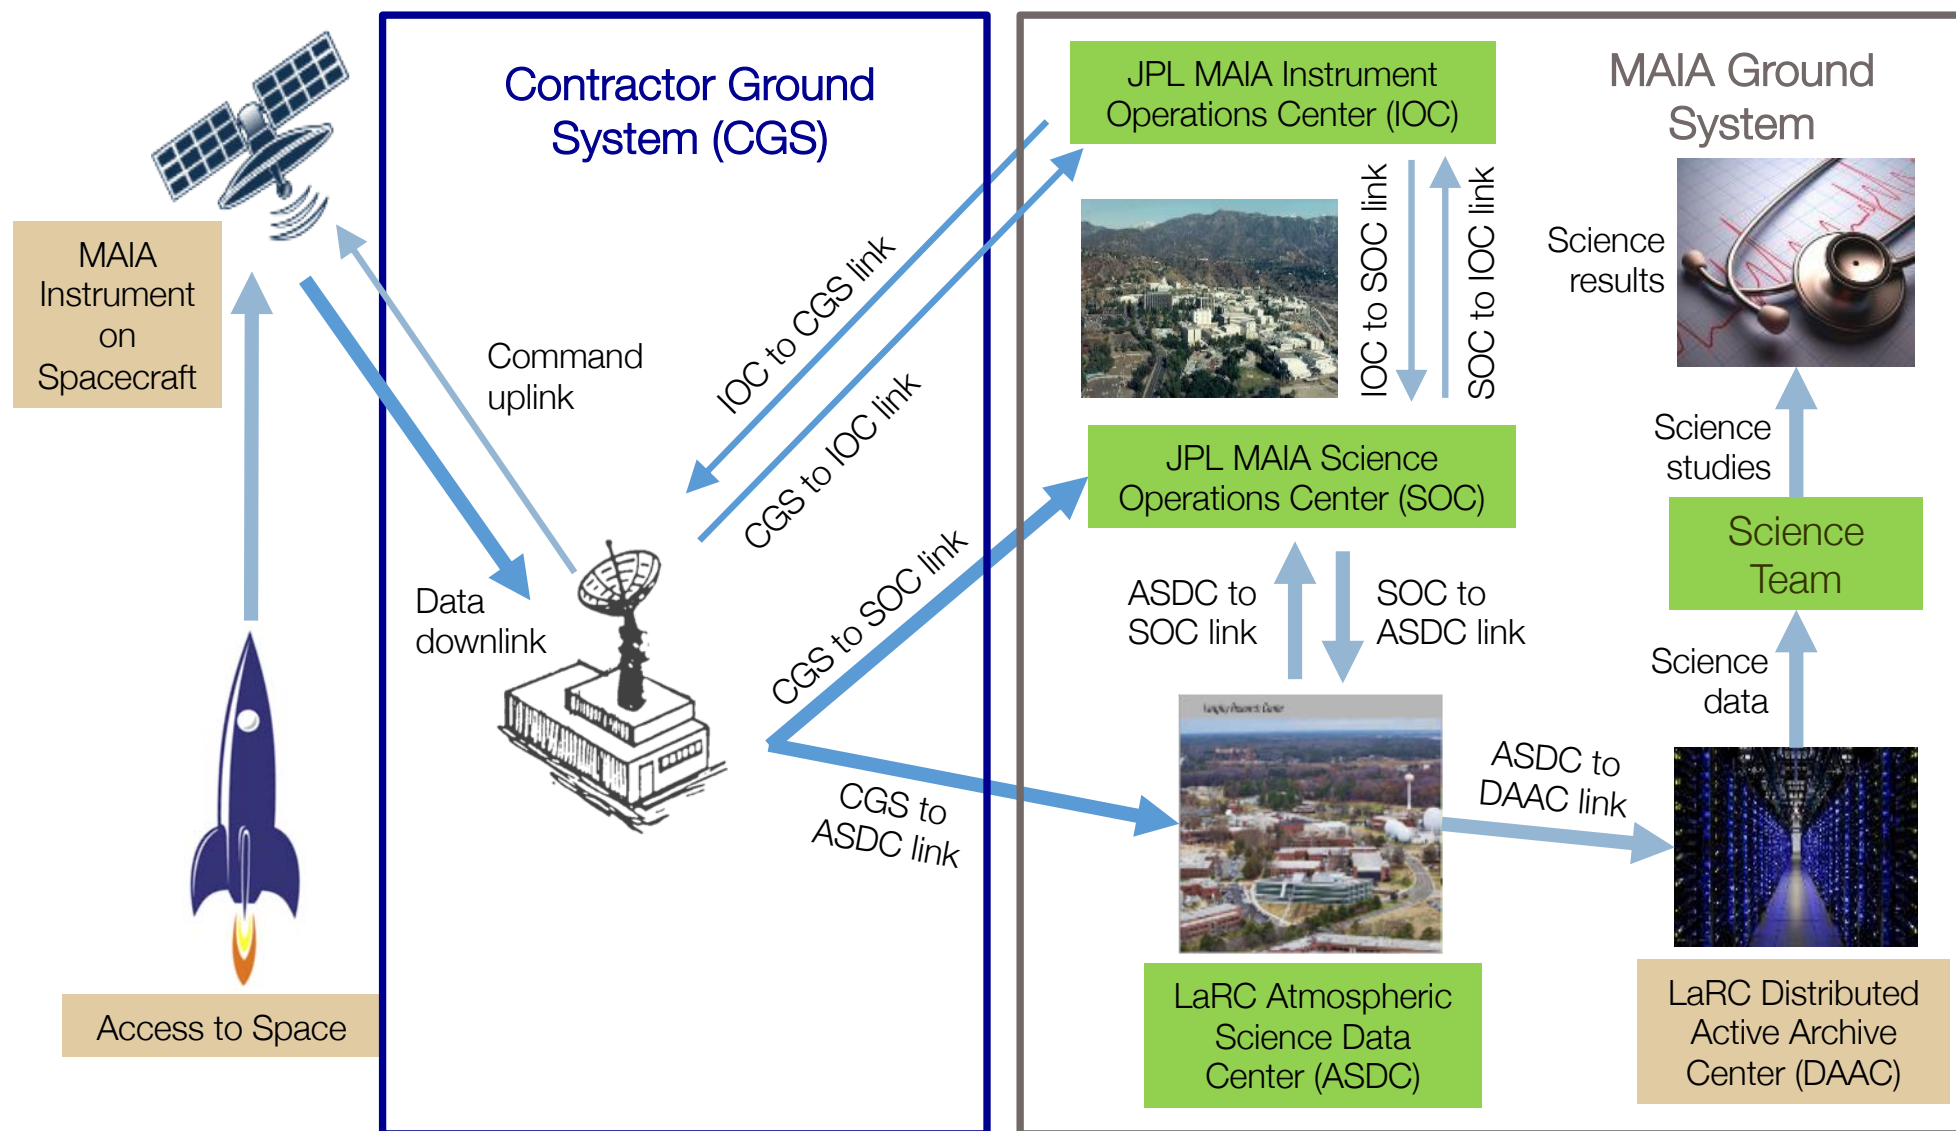 Contractor Ground
System (CGS)
MAIA Ground
System
JPL MAIA Instrument
Operations Center (IOC)
MAIA
Instrument
on
Spacecraft
Command
uplink
Data
downlink
IOC to CGS link
CGS to IOC link
CGS to SOC link
CGS to
ASDC link
IOC to SOC link
SOC to IOC link
Science
results
JPL MAIA Science
Operations Center (SOC)
Science
studies
Science
Team
ASDC to
SOC link
SOC to
ASDC link
Science
data
Langley Research Center
ASDC to
DAAC link
Access to Space
LaRC Atmospheric
Science Data
Center (ASDC)
LaRC Distributed
Active Archive
Center (DAAC)